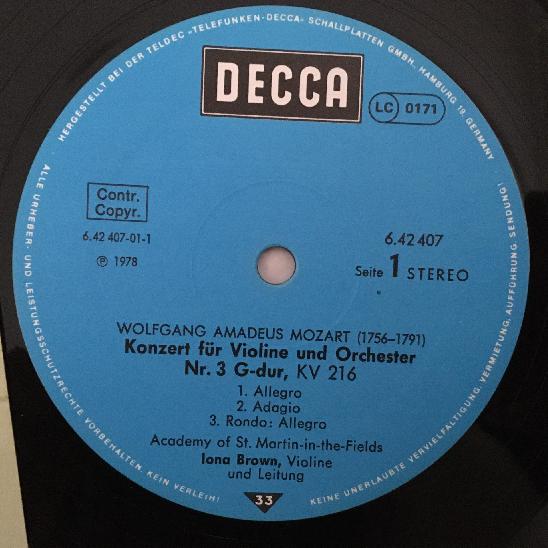 HERGESTELLT BEI DER TELDEC »TELEFUNKEN-DECCA« SCHALLPLATTEN GMBH, HAMBURG 19 GERMANY
DECCA
LC 0171
Contr.
Copyr.
6.42 407-01-1
℗ 1978
6.42 407
Seite 1 STEREO
WOLFGANG AMADEUS MOZART (1756–1791)
Konzert für Violine und Orchester
Nr. 3 G-dur, KV 216
1. Allegro
2. Adagio
3. Rondo: Allegro
Academy of St. Martin-in-the-Fields
Iona Brown, Violine
und Leitung
33
ALLE URHEBER- UND LEISTUNGSSCHUTZRECHTE VORBEHALTEN. KEIN VERLEIH!
KEINE UNERLAUBTE VERVIELFÄLTIGUNG, VERMIETUNG, AUFFÜHRUNG, SENDUNG!